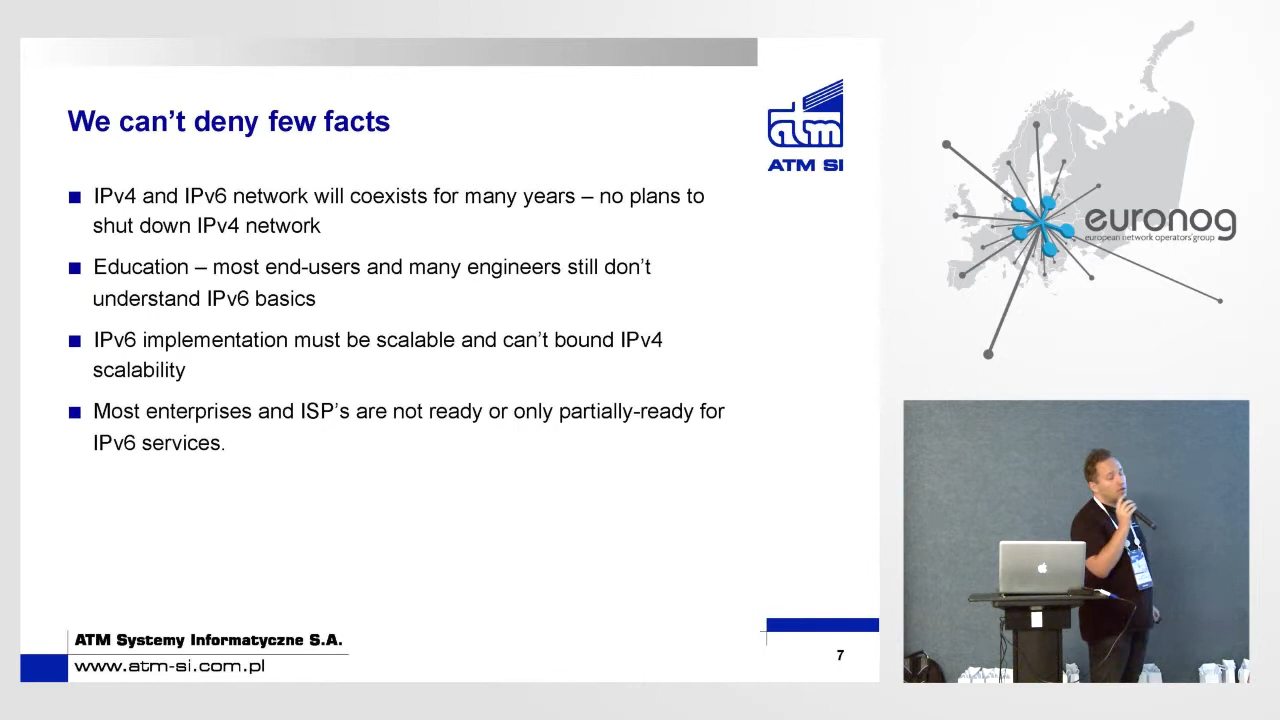 We can't deny few facts
atm
ATM SI
■ IPv4 and IPv6 network will coexists for many years – no plans to
shut down IPv4 network
■ Education – most end-users and many engineers still don't
understand IPv6 basics
■ IPv6 implementation must be scalable and can't bound IPv4
scalability
■ Most enterprises and ISP's are not ready or only partially-ready for
IPv6 services.
ATM Systemy Informatyczne S.A.
www.atm-si.com.pl
7
euronog
european network operators' group